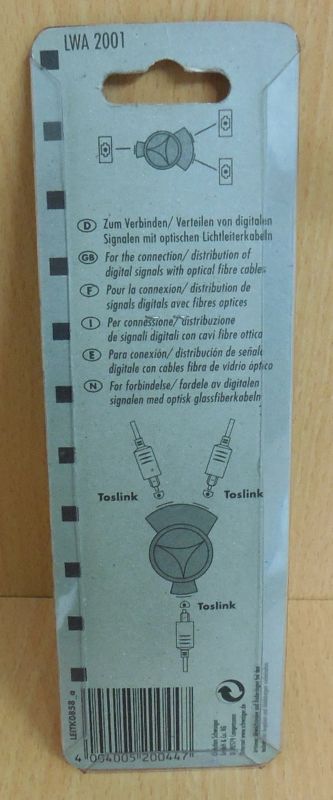 LWA 2001
D Zum Verbinden/ Verteilen von digitalen
Signalen mit optischen Lichtleiterkabeln
GB For the connection/ distribution of
digital signals with optical fibre cables
F Pour la connexion/ distribution de
signals digitals avec fibres optices
I Per connessione/ distribuzione
de signali digitali con cavi fibre ottica
E Para conexión/ distribución de señale
digitale con cables fibra de vidrio óptico
N For forbindelse/ fordele av digitalen
signalen med optisk glassfiberkabeln
Toslink Toslink
Toslink
LEITK0858_a
4 004005 200447